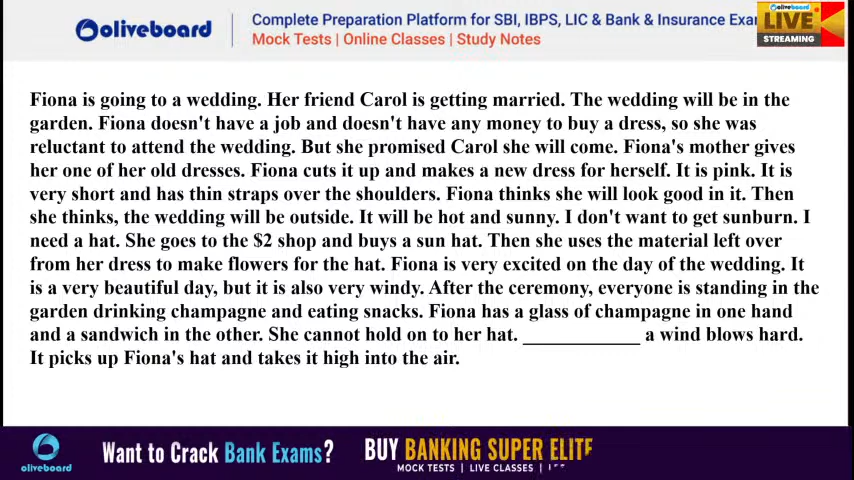 oliveboard
Complete Preparation Platform for SBI, IBPS, LIC & Bank & Insurance Exa
Mock Tests | Online Classes | Study Notes
oliveboard
LIVE
STREAMING
Fiona is going to a wedding. Her friend Carol is getting married. The wedding will be in the
garden. Fiona doesn't have a job and doesn't have any money to buy a dress, so she was
reluctant to attend the wedding. But she promised Carol she will come. Fiona's mother gives
her one of her old dresses. Fiona cuts it up and makes a new dress for herself. It is pink. It is
very short and has thin straps over the shoulders. Fiona thinks she will look good in it. Then
she thinks, the wedding will be outside. It will be hot and sunny. I don't want to get sunburn. I
need a hat. She goes to the $2 shop and buys a sun hat. Then she uses the material left over
from her dress to make flowers for the hat. Fiona is very excited on the day of the wedding. It
is a very beautiful day, but it is also very windy. After the ceremony, everyone is standing in the
garden drinking champagne and eating snacks. Fiona has a glass of champagne in one hand
and a sandwich in the other. She cannot hold on to her hat. ____________ a wind blows hard.
It picks up Fiona's hat and takes it high into the air.
oliveboard
Want to Crack Bank Exams?
BUY BANKING SUPER ELITE
MOCK TESTS | LIVE CLASSES |